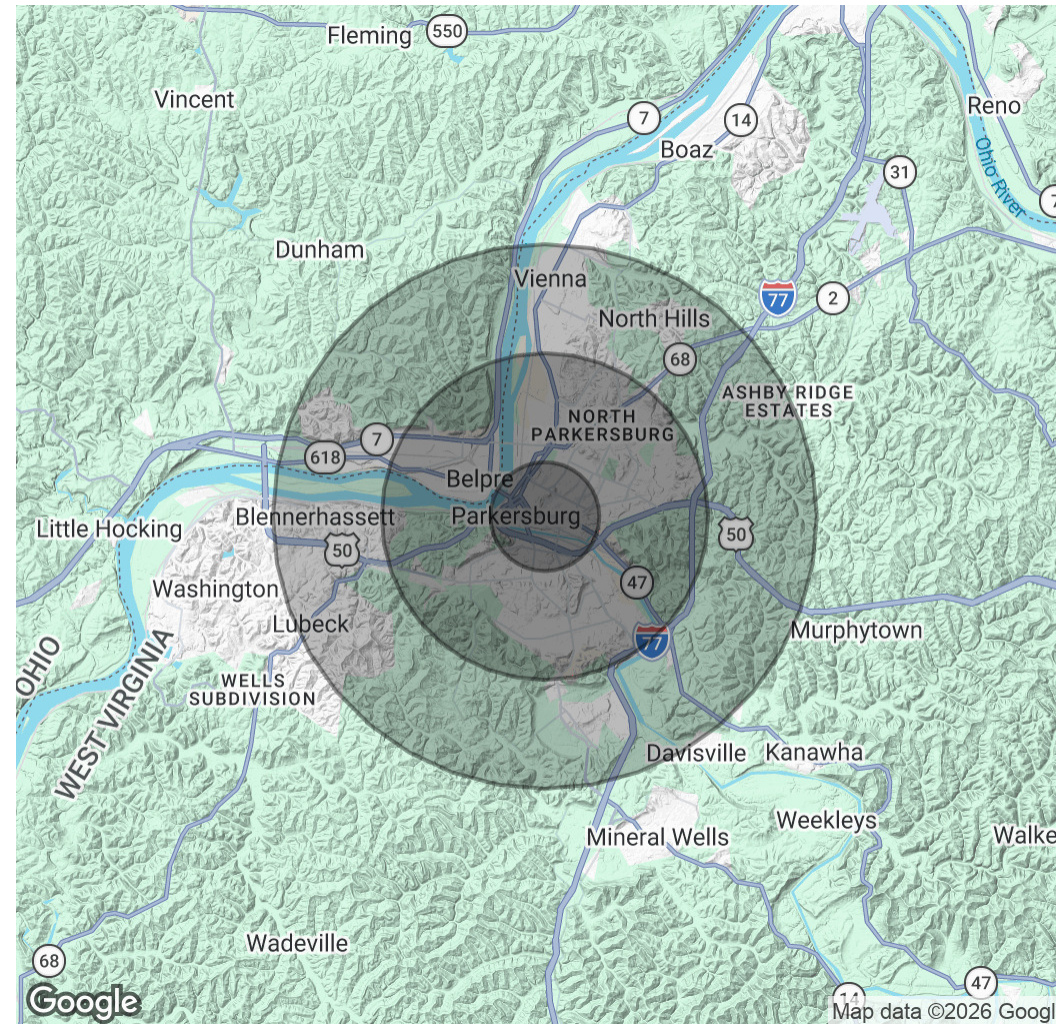 Fleming
550
Vincent
Reno
7
14
Boaz
31
Ohio River
7
Dunham
Vienna
77
2
North Hills
68
ASHBY RIDGE
ESTATES
NORTH
PARKERSBURG
7
618
Belpre
Little Hocking
Blennerhassett
Parkersburg
50
50
Washington
47
Lubeck
77
Murphytown
OHIO
WEST VIRGINIA
WELLS
SUBDIVISION
Davisville
Kanawha
Weekleys
Mineral Wells
Walke
Wadeville
68
47
14
Google
Map data ©2026 Googl